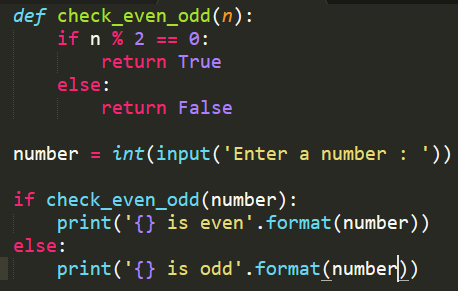 def check_even_odd(n):
    if n % 2 == 0:
        return True
    else:
        return False
number = int(input('Enter a number : '))
if check_even_odd(number):
    print('{} is even'.format(number))
else:
    print('{} is odd'.format(number))